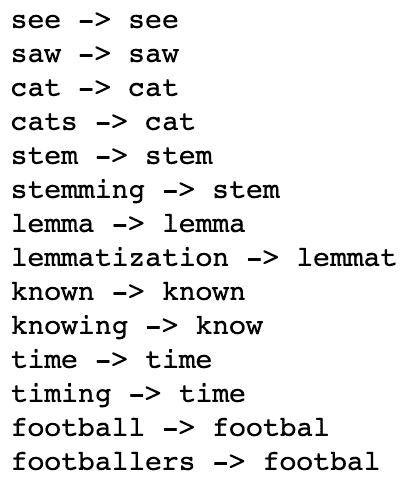 see -> see
saw -> saw
cat -> cat
cats -> cat
stem -> stem
stemming -> stem
lemma -> lemma
lemmatization -> lemmat
known -> known
knowing -> know
time -> time
timing -> time
football -> footbal
footballers -> footbal